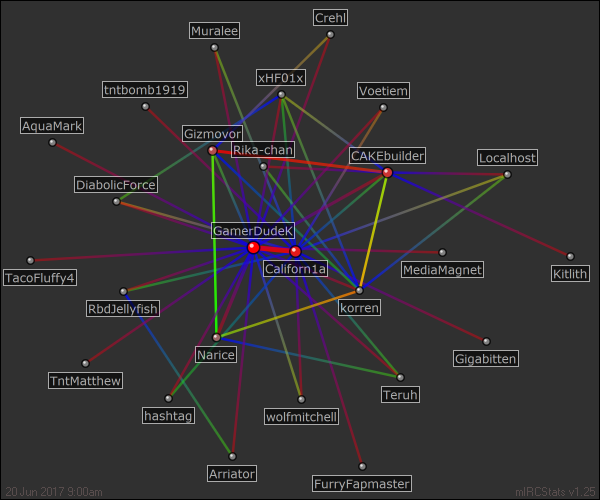 Crehl
Muralee
xHF01x
tntbomb1919
Voetiem
AquaMark
Gizmovor
Rika-chan
CAKEbuilder
Localhost
DiabolicForce
GamerDudeK
Californ1a
MediaMagnet
Kitlith
TacoFluffy4
RbdJellyfish
korren
Narice
Gigabitten
TntMatthew
Teruh
hashtag
wolfmitchell
Arriator
FurryFapmaster
20 Jun 2017 9:00am
mIRCStats v1.25